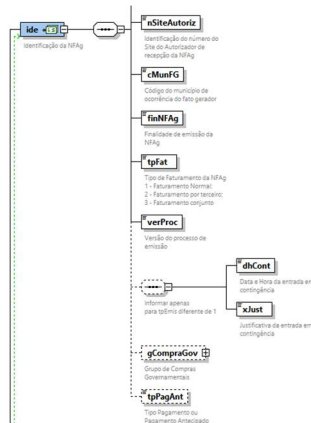 nSiteAutoriz
Identificação do número do
Site do Autorizador de
recepção da NFAg
ide
Identificação da NFAg
cMunFG
Código do município de
ocorrência do fato gerador
finNFAg
Finalidade de emissão da
NFAg
tpFat
Tipo de Faturamento da NFAg
1 - Faturamento Normal;
2 - Faturamento por terceiro;
3 - Faturamento conjunto
verProc
Versão do processo de
emissão
dhCont
Data e Hora da entrada em
contingência
Informar apenas
para tpEmis diferente de 1
xJust
Justificativa da entrada em
contingência
gCompraGov
Grupo de Compras
Governamentais
tpPagAnt
Tipo Pagamento ou
Pagamento Antecipado